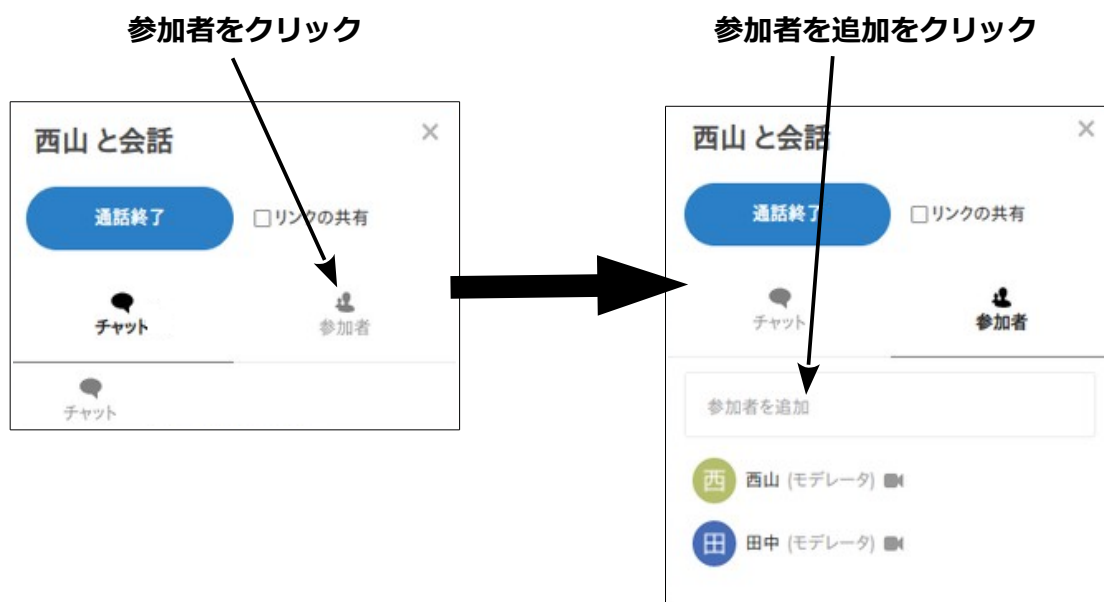 参加者をクリック
西山 と会話
×
通話終了
リンクの共有
チャット
参加者
チャット
参加者を追加をクリック
西山 と会話
×
通話終了
リンクの共有
チャット
参加者
参加者を追加
西 西山 (モデレータ)
田 田中 (モデレータ)